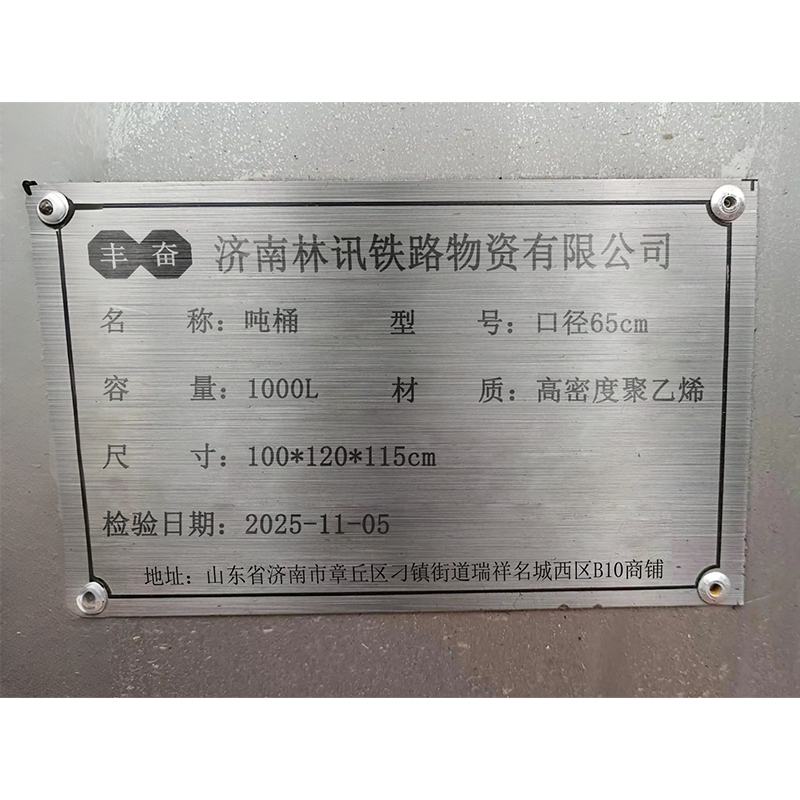 丰奋 济南林讯铁路物资有限公司
名 称：吨桶 型 号：口径65cm
容 量：1000L 材 质：高密度聚乙烯
尺 寸：100*120*115cm
检验日期：2025-11-05
地址：山东省济南市章丘区刁镇街道瑞祥名城西区B10商铺